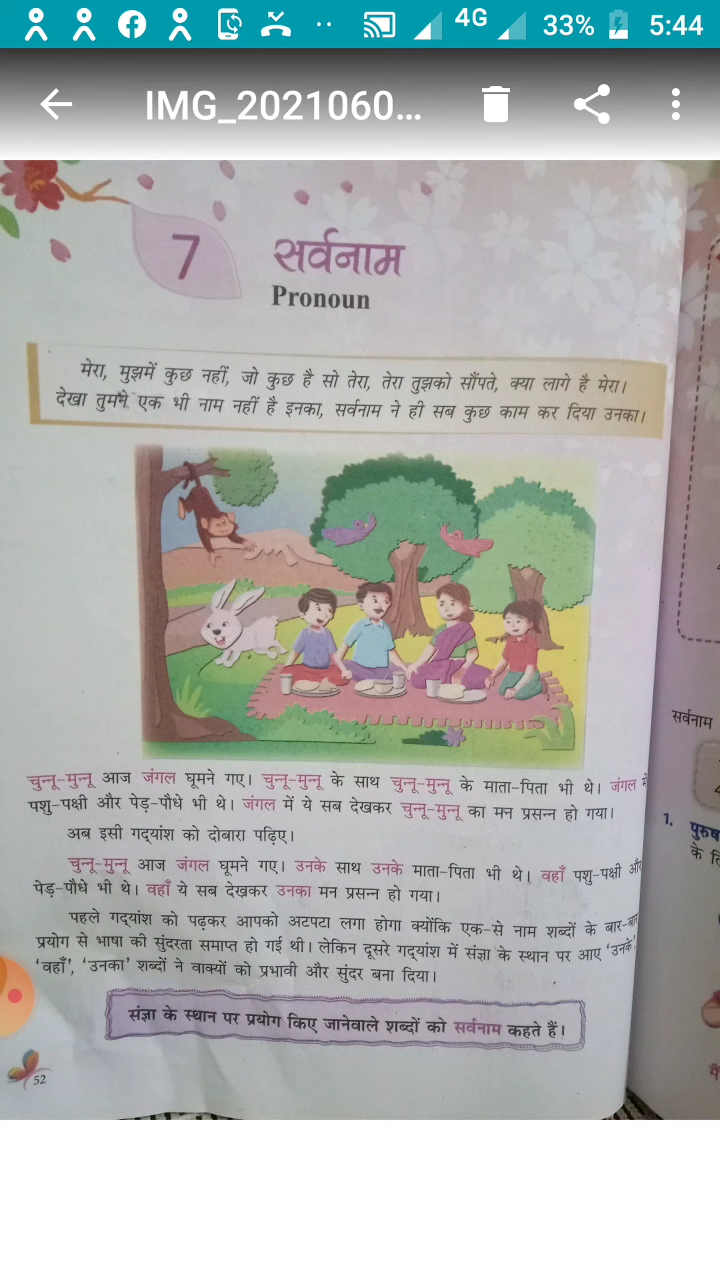 4G 33% 5:44
IMG_2021060...
7 सर्वनाम
Pronoun
मेरा, मुझमें कुछ नहीं, जो कुछ है सो तेरा, तेरा तुझको सौंपते, क्या लागे है मेरा।
देखा तुमने एक भी नाम नहीं है इनका, सर्वनाम ने ही सब कुछ काम कर दिया उनका।
चुन्नू-मुन्नू आज जंगल घूमने गए। चुन्नू-मुन्नू के साथ चुन्नू-मुन्नू के माता-पिता भी थे। जंगल में
पशु-पक्षी और पेड़-पौधे भी थे। जंगल में ये सब देखकर चुन्नू-मुन्नू का मन प्रसन्न हो गया।
अब इसी गद्यांश को दोबारा पढ़िए।
चुन्नू-मुन्नू आज जंगल घूमने गए। उनके साथ उनके माता-पिता भी थे। वहाँ पशु-पक्षी और
पेड़-पौधे भी थे। वहाँ ये सब देखकर उनका मन प्रसन्न हो गया।
पहले गद्यांश को पढ़कर आपको अटपटा लगा होगा क्योंकि एक-से नाम शब्दों के बार-बार
प्रयोग से भाषा की सुंदरता समाप्त हो गई थी। लेकिन दूसरे गद्यांश में संज्ञा के स्थान पर आए 'उनके',
'वहाँ', 'उनका' शब्दों ने वाक्यों को प्रभावी और सुंदर बना दिया।
संज्ञा के स्थान पर प्रयोग किए जानेवाले शब्दों को सर्वनाम कहते हैं।
52
सर्वनाम
1. पुरुष
के